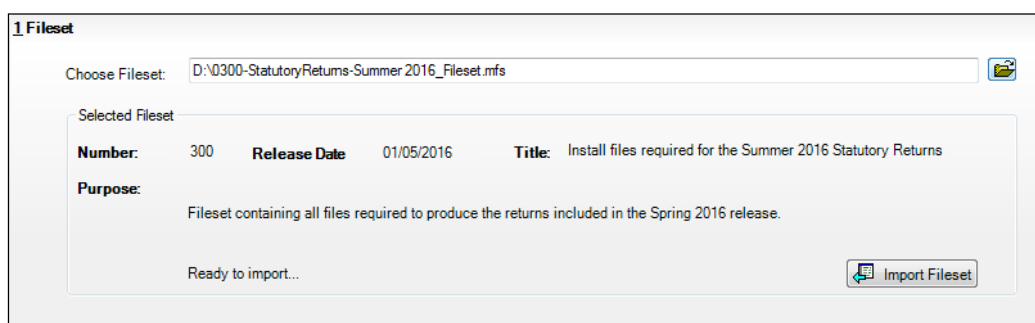 1 Fileset
Choose Fileset: D:\0300-StatutoryReturns-Summer 2016_Fileset.mfs
Selected Fileset
Number: 300 Release Date 01/05/2016 Title: Install files required for the Summer 2016 Statutory Returns
Purpose:
Fileset containing all files required to produce the returns included in the Spring 2016 release.
Ready to import... Import Fileset